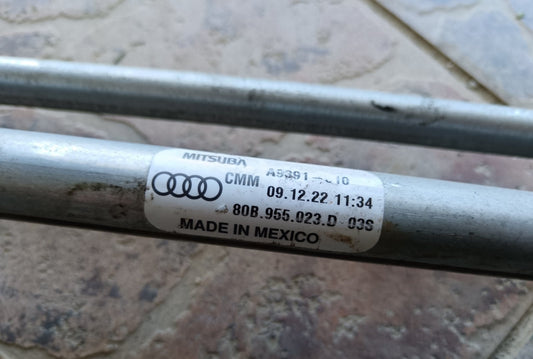 MITSUBA
CMM
09.12.22 11:34
80B.955.023.D 03S
MADE IN MEXICO